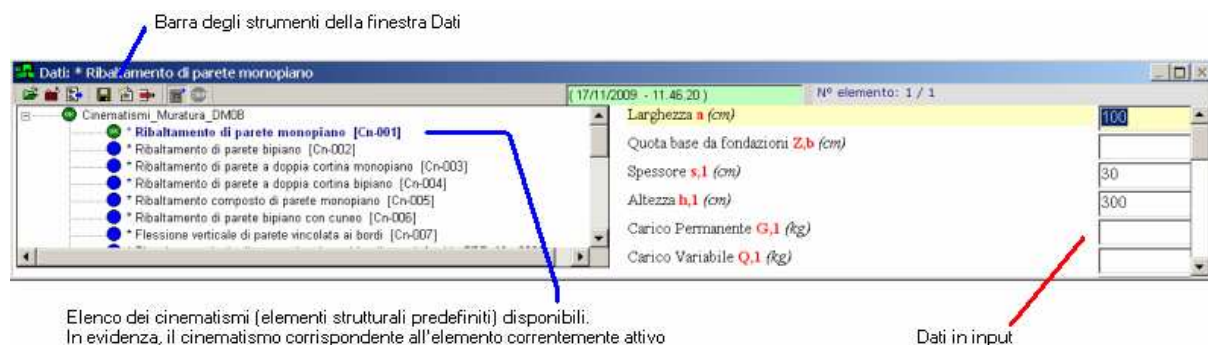 Barra degli strumenti della finestra Dati
Dati: * Ribaltamento di parete monopiano
( 17/11/2009 - 11.46.20 )
N° elemento: 1 / 1
Cinematismi_Muratura_DM08
* Ribaltamento di parete monopiano [Cn-001]
* Ribaltamento di parete bipiano [Cn-002]
* Ribaltamento di parete a doppia cortina monopiano [Cn-003]
* Ribaltamento di parete a doppia cortina bipiano [Cn-004]
* Ribaltamento composto di parete monopiano [Cn-005]
* Ribaltamento di parete bipiano con cuneo [Cn-006]
* Flessione verticale di parete vincolata ai bordi [Cn-007]
Larghezza a (cm) 100
Quota base da fondazioni Z,b (cm)
Spessore s,1 (cm) 30
Altezza h,1 (cm) 300
Carico Permanente G,1 (kg)
Carico Variabile Q,1 (kg)
Elenco dei cinematismi (elementi strutturali predefiniti) disponibili.
In evidenza, il cinematismo corrispondente all'elemento correntemente attivo
Dati in input